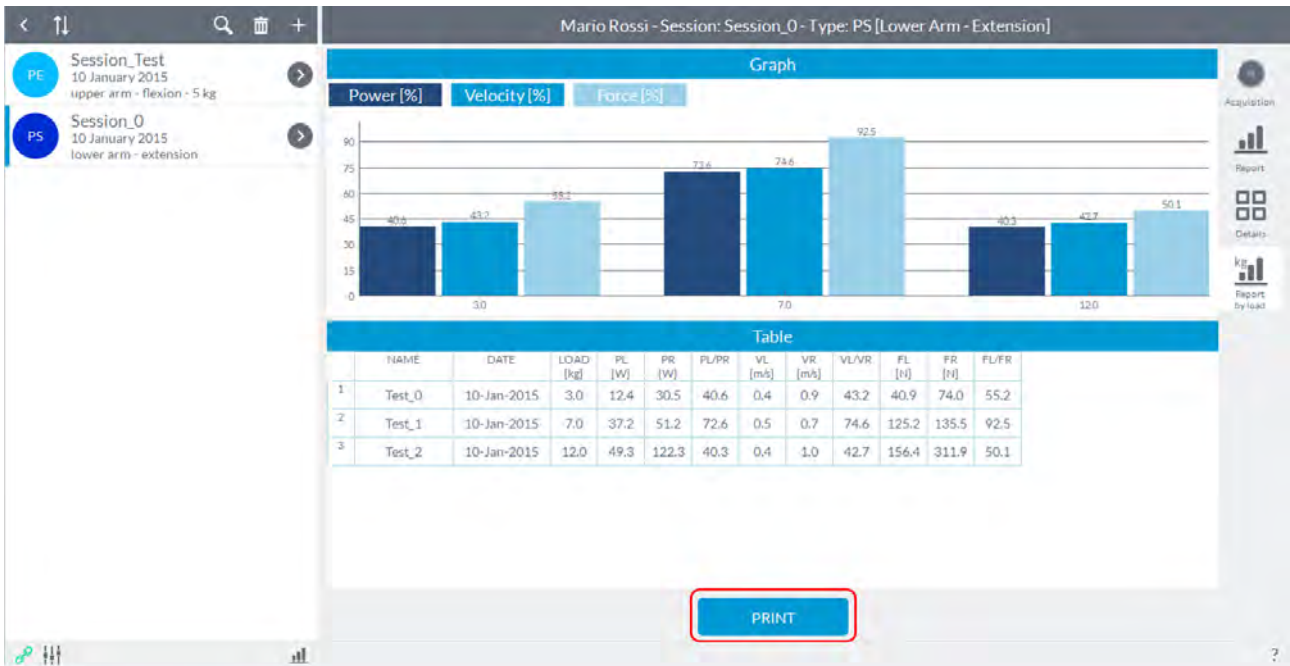 Mario Rossi - Session: Session_0 - Type: PS [Lower Arm - Extension]
PE
Session_Test
10 January 2015
upper arm - flexion - 5 kg
PS
Session_0
10 January 2015
lower arm - extension
Graph
Power [%] Velocity [%] Force [%]
90
75
60
45
30
15
0
40.6 43.2 55.2
72.6 74.6 92.5
40.3 42.7 50.1
3.0 7.0 12.0
Acquisition
Report
Details
kg
Report
by load
Table
NAME DATE LOAD [kg] PL [W] PR [W] PL/PR VL [m/s] VR [m/s] VL/VR FL [N] FR [N] FL/FR
1 Test_0 10-Jan-2015 3.0 12.4 30.5 40.6 0.4 0.9 43.2 40.9 74.0 55.2
2 Test_1 10-Jan-2015 7.0 37.2 51.2 72.6 0.5 0.7 74.6 125.2 135.5 92.5
3 Test_2 10-Jan-2015 12.0 49.3 122.3 40.3 0.4 1.0 42.7 156.4 311.9 50.1
PRINT
?